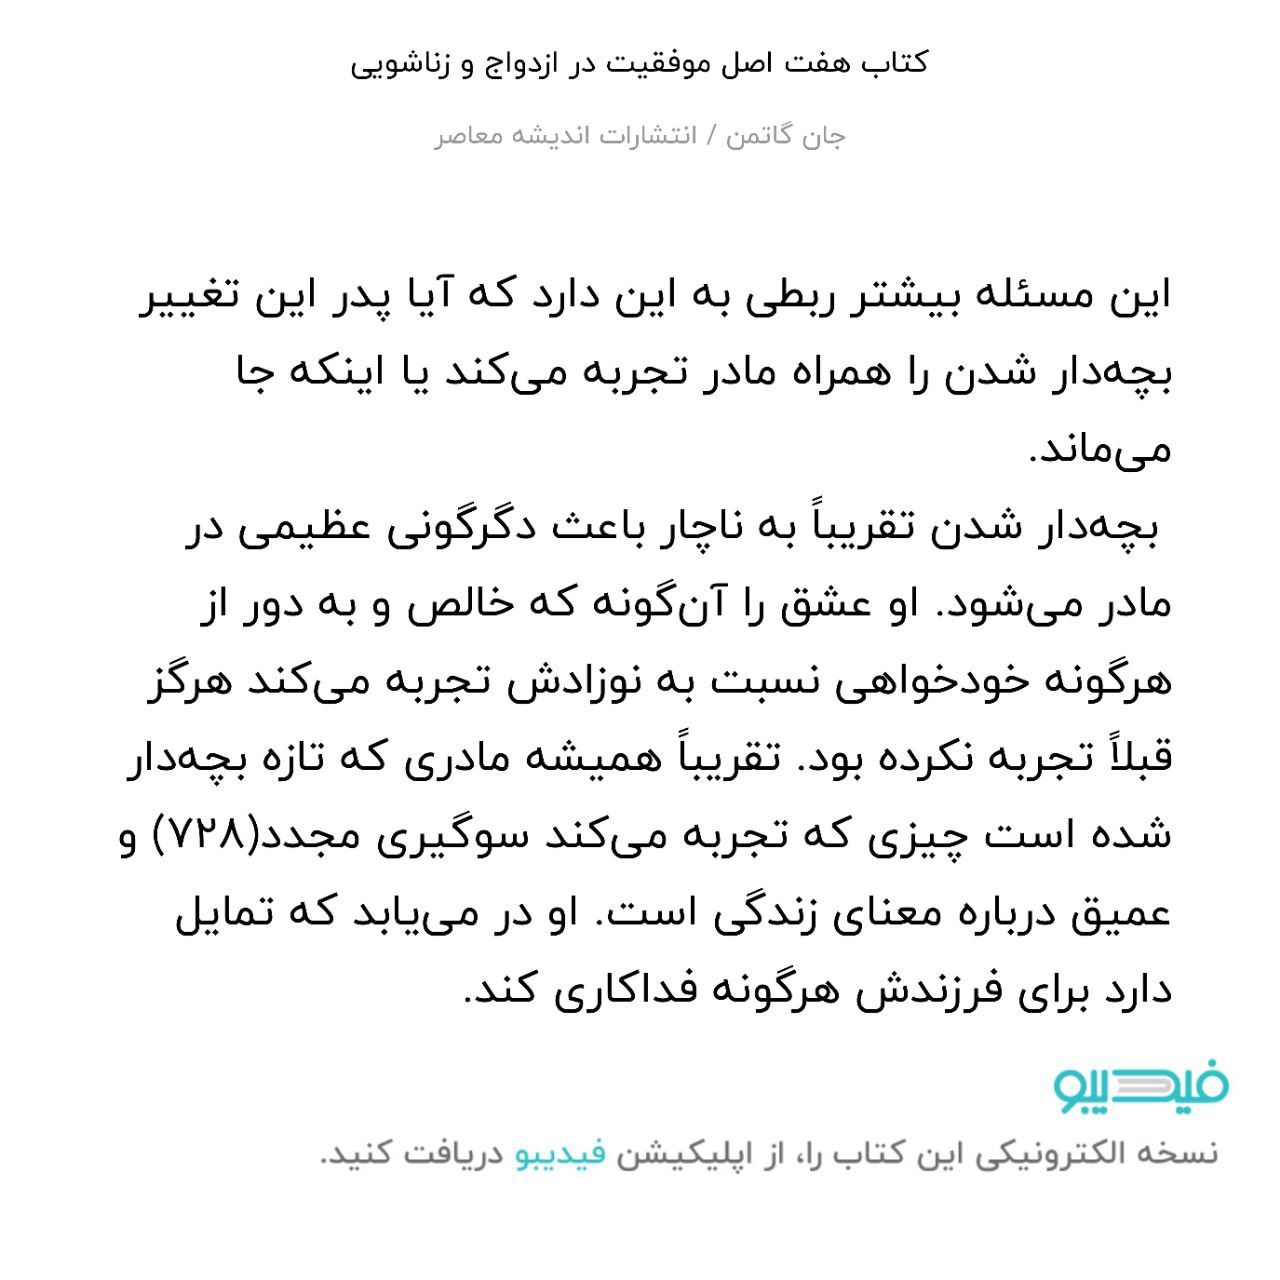 کتاب هفت اصل موفقیت در ازدواج و زناشویی
جان گاتمن / انتشارات اندیشه معاصر
این مسئله بیشتر ربطی به این دارد که آیا پدر این تغییر
بچه‌دار شدن را همراه مادر تجربه می‌کند یا اینکه جا
می‌ماند.
بچه‌دار شدن تقریباً به ناچار باعث دگرگونی عظیمی در
مادر می‌شود. او عشق را آن‌گونه که خالص و به دور از
هرگونه خودخواهی نسبت به نوزادش تجربه می‌کند هرگز
قبلاً تجربه نکرده بود. تقریباً همیشه مادری که تازه بچه‌دار
شده است چیزی که تجربه می‌کند سوگیری مجدد(۷۲۸) و
عمیق درباره معنای زندگی است. او در می‌یابد که تمایل
دارد برای فرزندش هرگونه فداکاری کند.
فیدیبو
نسخه الکترونیکی این کتاب را، از اپلیکیشن فیدیبو دریافت کنید.